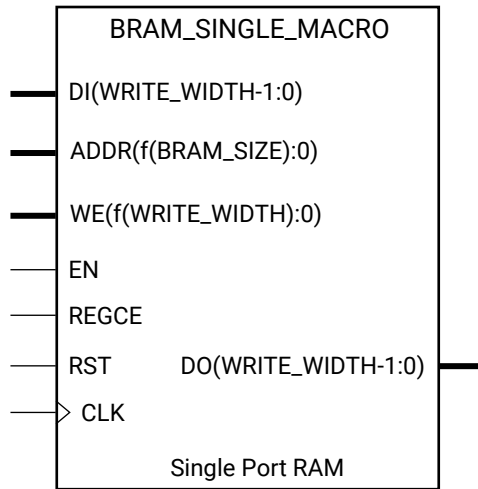 BRAM_SINGLE_MACRO
DI(WRITE_WIDTH-1:0)
ADDR(f(BRAM_SIZE):0)
WE(f(WRITE_WIDTH):0)
EN
REGCE
RST DO(WRITE_WIDTH-1:0)
CLK
Single Port RAM